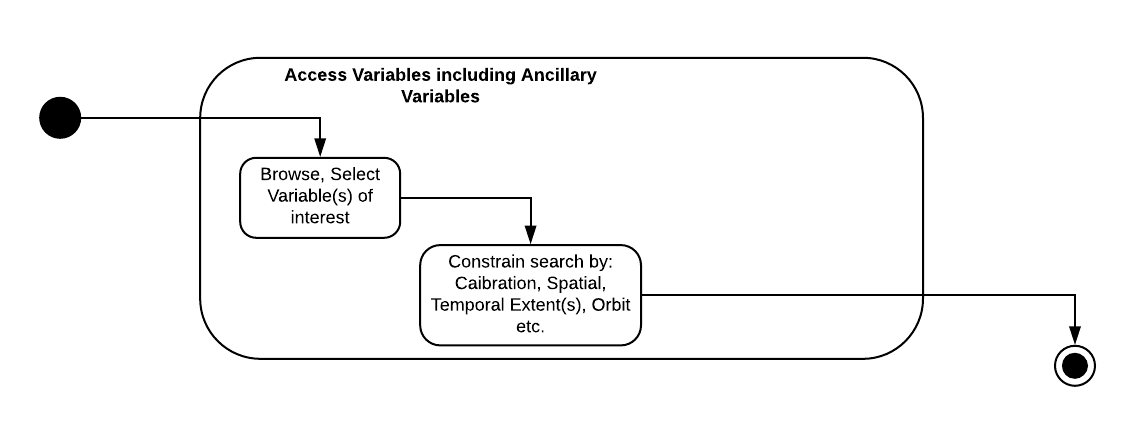 Access Variables including Ancillary
Variables
Browse, Select
Variable(s) of
interest
Constrain search by:
Caibration, Spatial,
Temporal Extent(s), Orbit
etc.